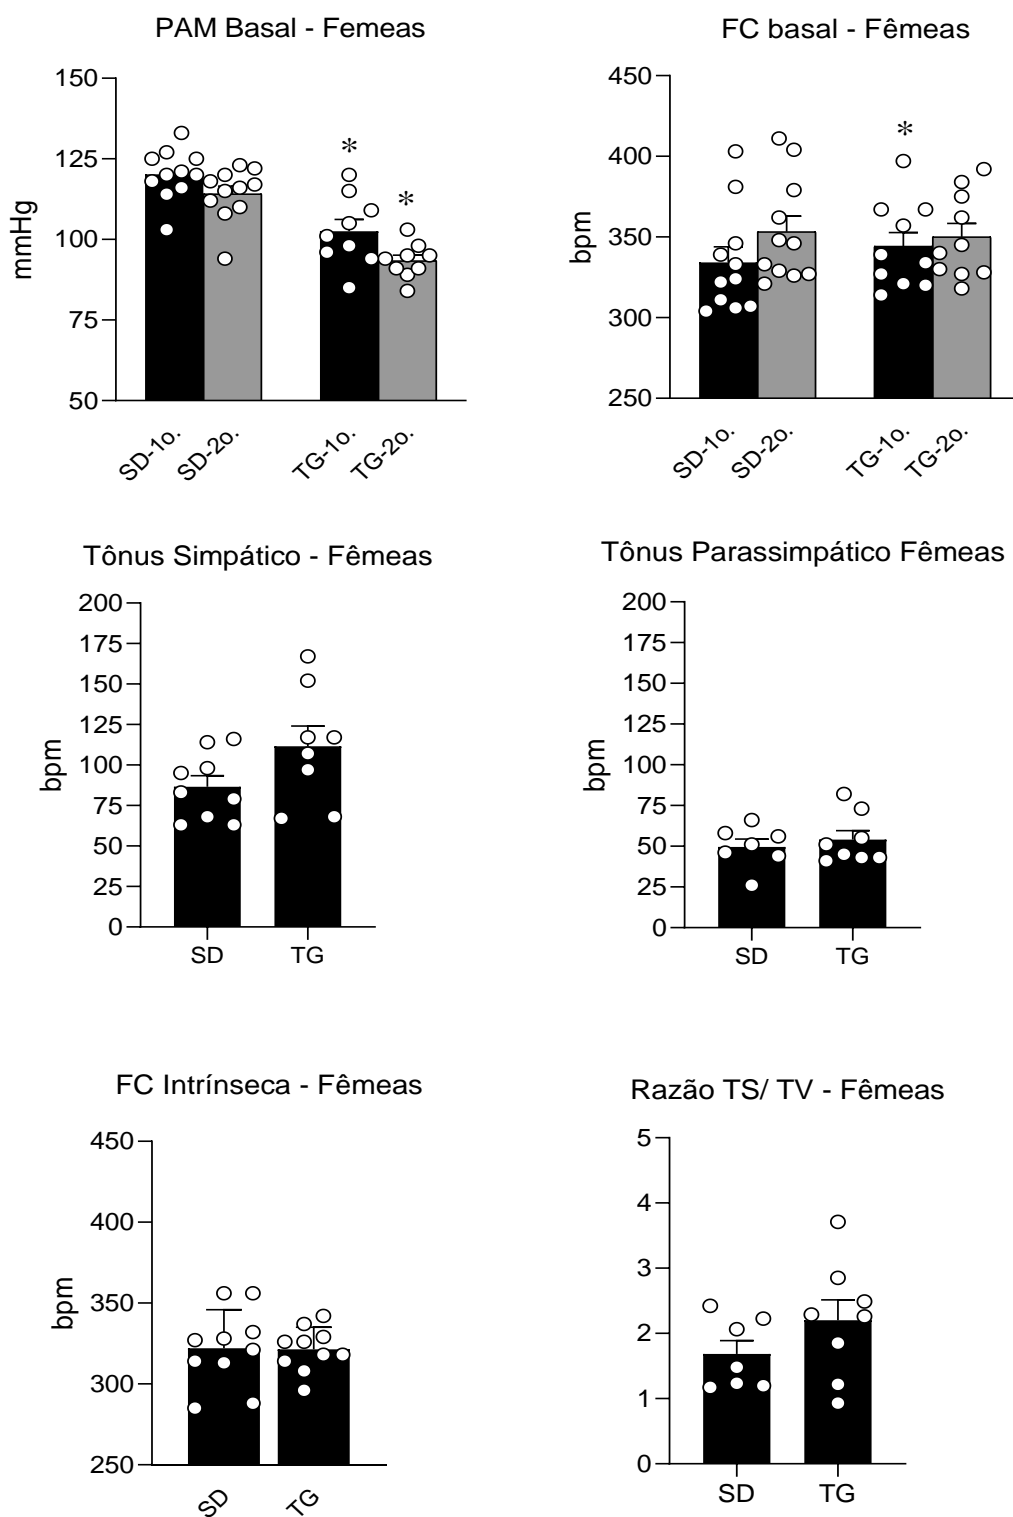 PAM Basal - Femeas
FC basal - Fêmeas
150
125
100
75
50
mmHg
*
*
SD-1o.
SD-2o.
TG-1o.
TG-2o.
450
400
350
300
250
bpm
*
SD-1o.
SD-2o.
TG-1o.
TG-2o.
Tônus Simpático - Fêmeas
Tônus Parassimpático Fêmeas
200
175
150
125
100
75
50
25
0
bpm
SD
TG
200
175
150
125
100
75
50
25
0
bpm
SD
TG
FC Intrínseca - Fêmeas
Razão TS/ TV - Fêmeas
450
400
350
300
250
bpm
SD
TG
5
4
3
2
1
0
SD
TG